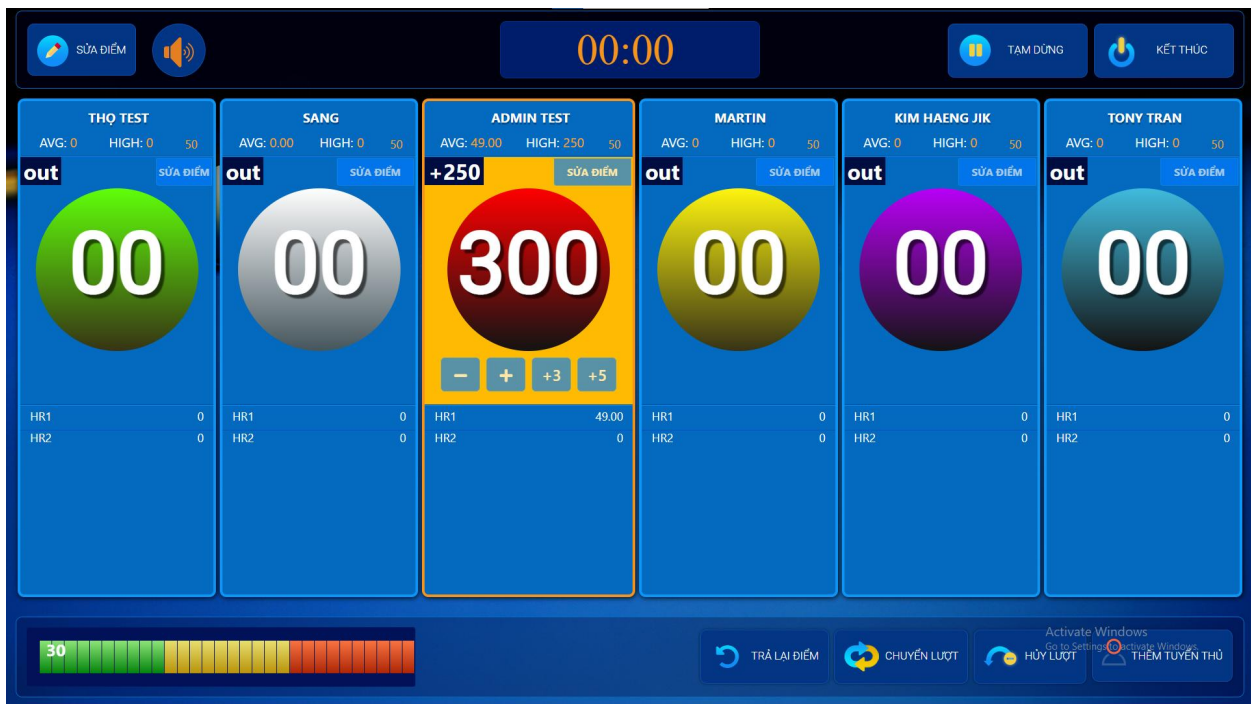 SỬA ĐIỂM
00:00
TẠM DỪNG
KẾT THÚC
THỌ TEST
AVG: 0 HIGH: 0 50
out SỬA ĐIỂM
00
HR1 0
HR2 0
SANG
AVG: 0.00 HIGH: 0 50
out SỬA ĐIỂM
00
HR1 0
HR2 0
ADMIN TEST
AVG: 49.00 HIGH: 250 50
+250 SỬA ĐIỂM
300
− + +3 +5
HR1 49.00
HR2 0
MARTIN
AVG: 0 HIGH: 0 50
out SỬA ĐIỂM
00
HR1 0
HR2 0
KIM HAENG JIK
AVG: 0 HIGH: 0 50
out SỬA ĐIỂM
00
HR1 0
HR2 0
TONY TRAN
AVG: 0 HIGH: 0 50
out SỬA ĐIỂM
00
HR1 0
HR2 0
30
TRẢ LẠI ĐIỂM
CHUYỂN LƯỢT
HỦY LƯỢT
THÊM TUYỂN THỦ
Activate Windows
Go to Settings to activate Windows.